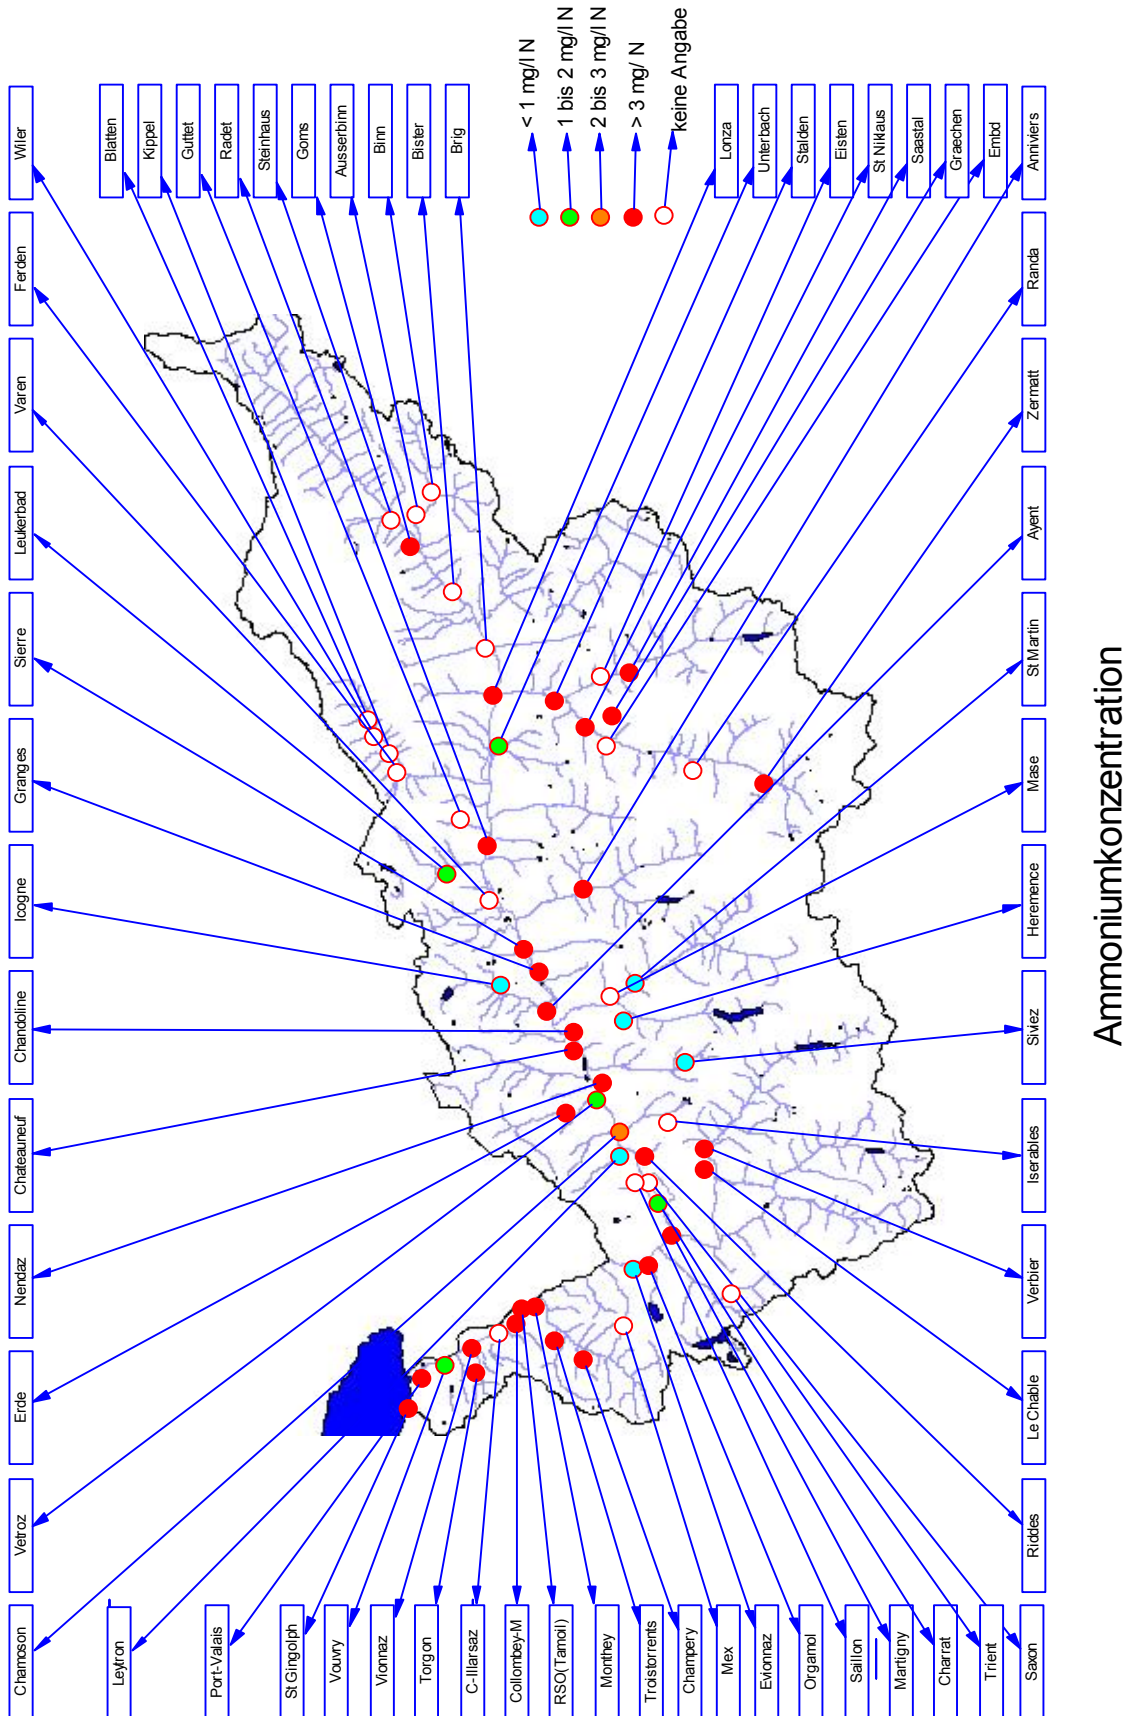 Wiler
Ferden
Varen
Leukerbad
Sierre
Granges
Icogne
Chandoline
Chateauneuf
Nendaz
Erde
Vetroz
Chamoson
Blatten
Kippel
Guttet
Radet
Steinhaus
Goms
Ausserbinn
Binn
Bister
Brig
< 1 mg/l N
1 bis 2 mg/l N
2 bis 3 mg/l N
> 3 mg/ N
keine Angabe
Lonza
Unterbach
Stalden
Eisten
St Niklaus
Saastal
Graechen
Embd
Anniviers
Randa
Zermatt
Ayent
St Martin
Mase
Heremence
Siviez
Iserables
Verbier
Le Chable
Riddes
Saxon
Leytron
Port-Valais
St Gingolph
Vouvry
Vionnaz
Torgon
C-Illarsaz
Collombey-M
RSO(Tamoil)
Monthey
Troistorrents
Champery
Mex
Evionnaz
Orgamol
Saillon
Martigny
Charrat
Trient
Ammoniumkonzentration